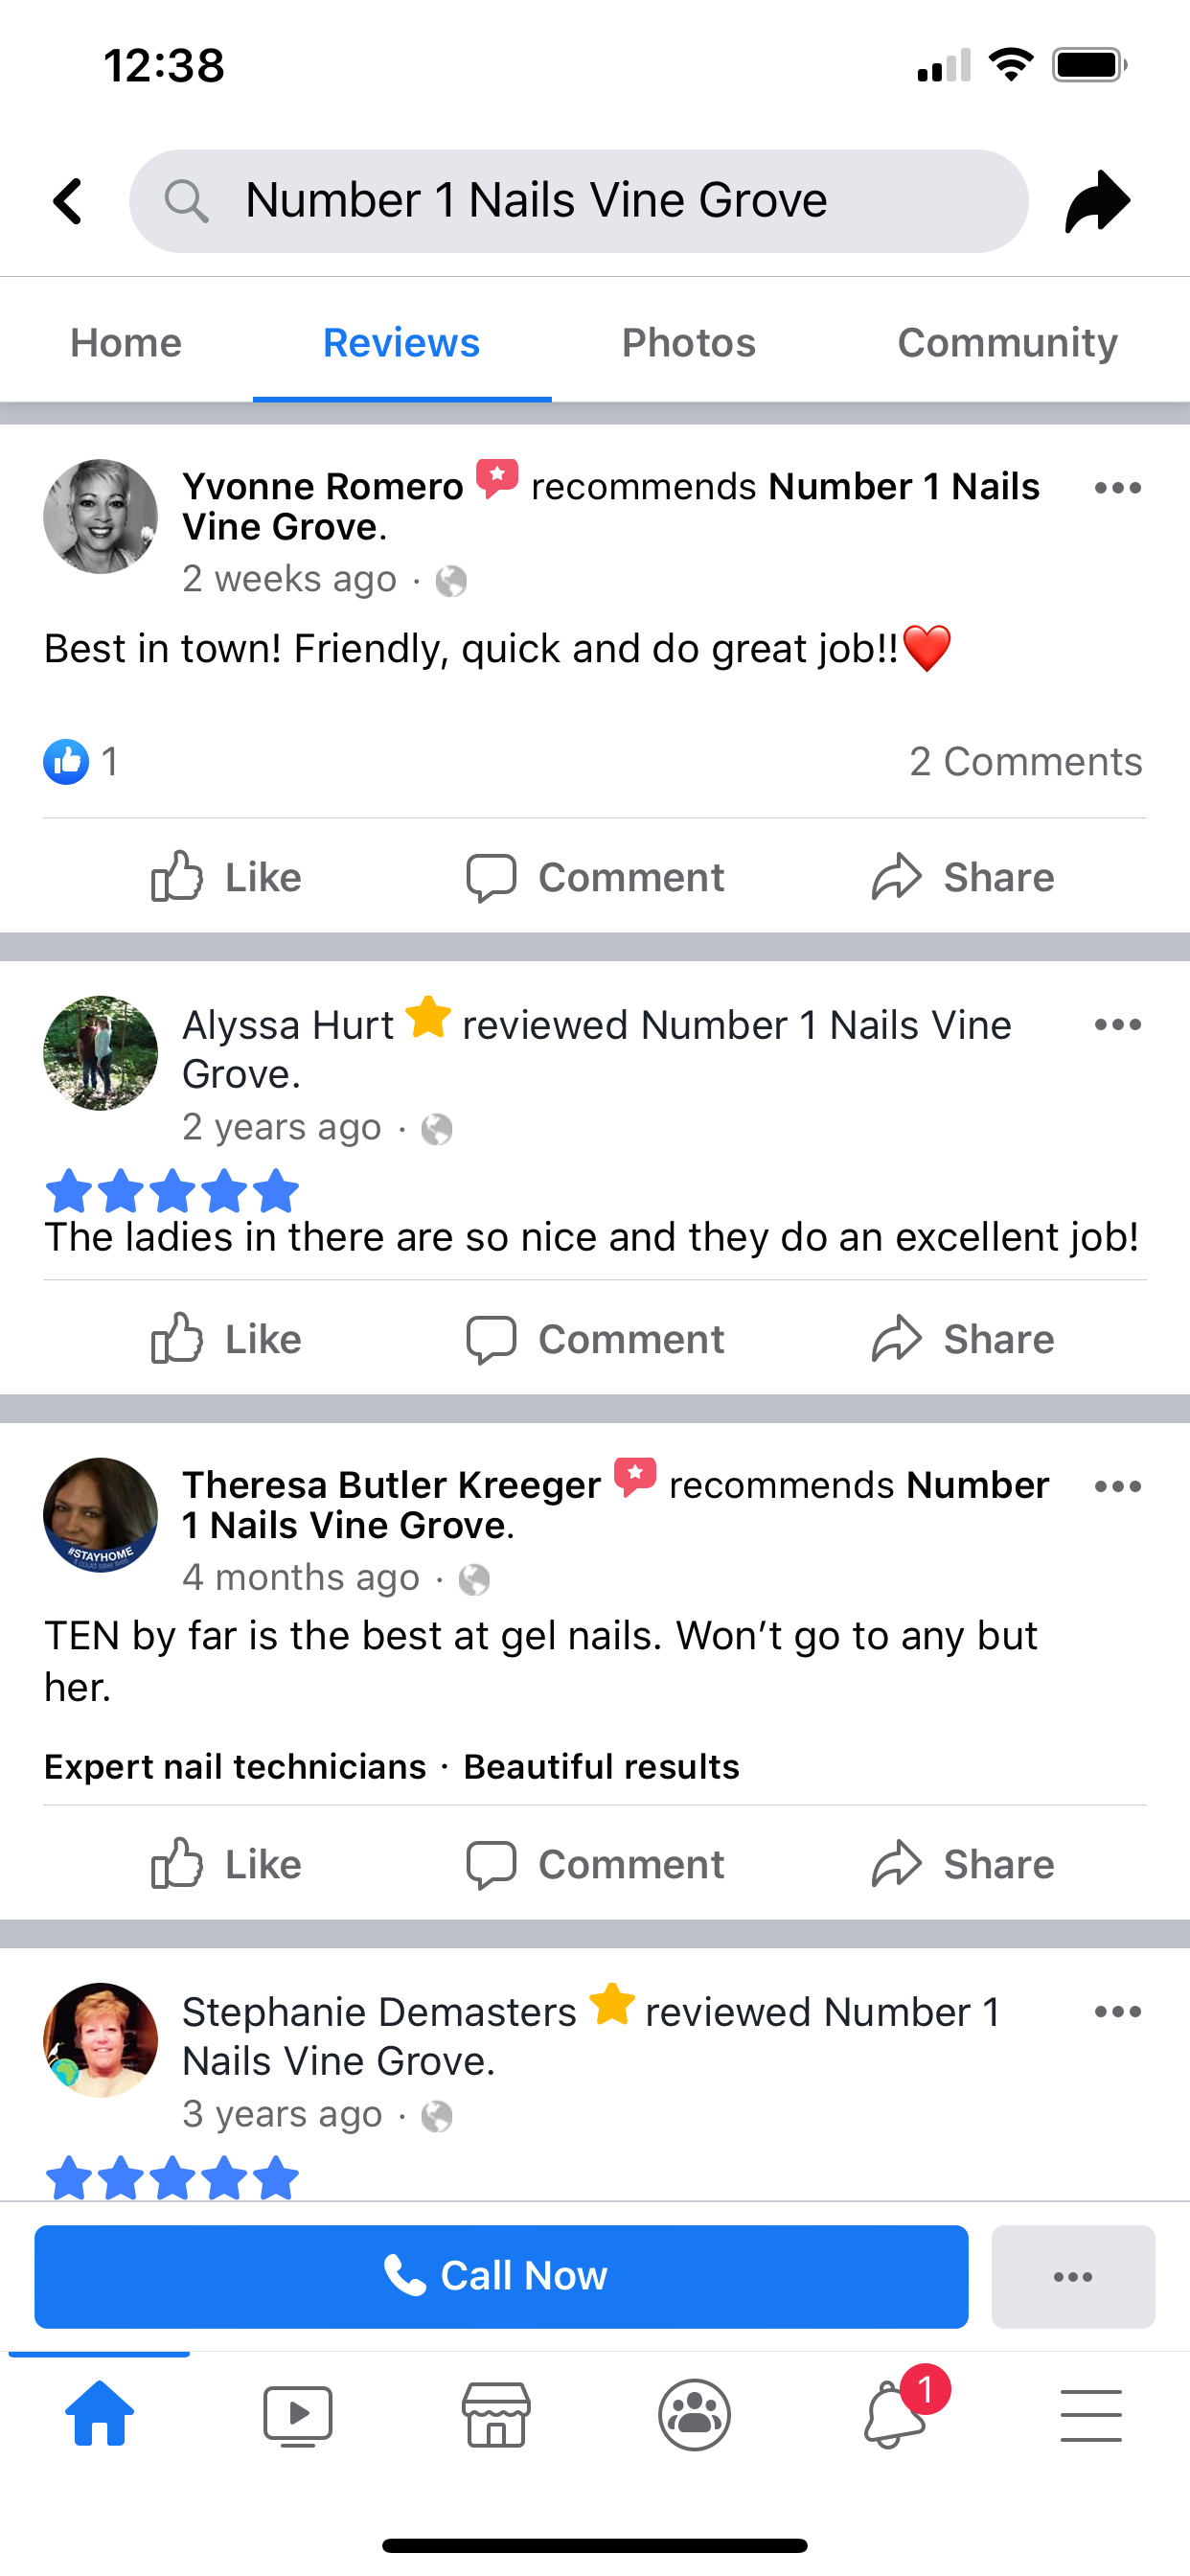 12:38
Number 1 Nails Vine Grove
Home Reviews Photos Community
Yvonne Romero recommends Number 1 Nails
Vine Grove.
2 weeks ago ·
Best in town! Friendly, quick and do great job!!❤️
1 2 Comments
Like Comment Share
Alyssa Hurt reviewed Number 1 Nails Vine
Grove.
2 years ago ·
The ladies in there are so nice and they do an excellent job!
Like Comment Share
Theresa Butler Kreeger recommends Number
1 Nails Vine Grove.
#STAYHOME
It could save lives
4 months ago ·
TEN by far is the best at gel nails. Won’t go to any but
her.
Expert nail technicians · Beautiful results
Like Comment Share
Stephanie Demasters reviewed Number 1
Nails Vine Grove.
3 years ago ·
Call Now
1